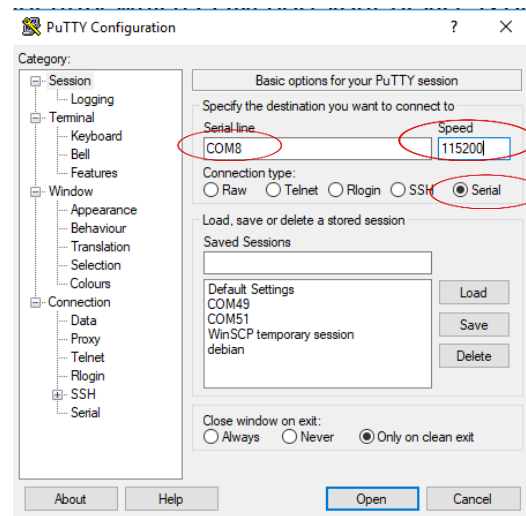 PuTTY Configuration ? ×
Category:
Session
Logging
Terminal
Keyboard
Bell
Features
Window
Appearance
Behaviour
Translation
Selection
Colours
Connection
Data
Proxy
Telnet
Rlogin
SSH
Serial
Basic options for your PuTTY session
Specify the destination you want to connect to
Serial line Speed
COM8 115200
Connection type:
Raw Telnet Rlogin SSH Serial
Load, save or delete a stored session
Saved Sessions
Default Settings
COM49
COM51
WinSCP temporary session
debian
Load
Save
Delete
Close window on exit:
Always Never Only on clean exit
About Help Open Cancel